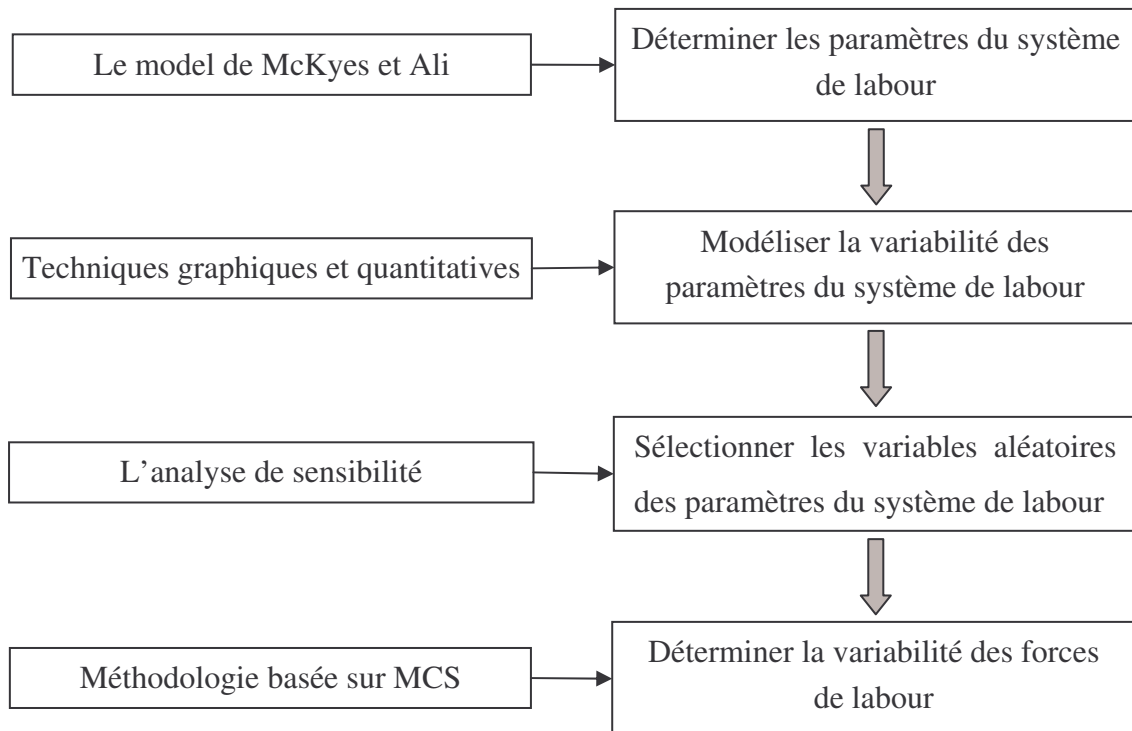 Le model de McKyes et Ali
Déterminer les paramètres du système
de labour
Techniques graphiques et quantitatives
Modéliser la variabilité des
paramètres du système de labour
L’analyse de sensibilité
Sélectionner les variables aléatoires
des paramètres du système de labour
Méthodologie basée sur MCS
Déterminer la variabilité des forces
de labour